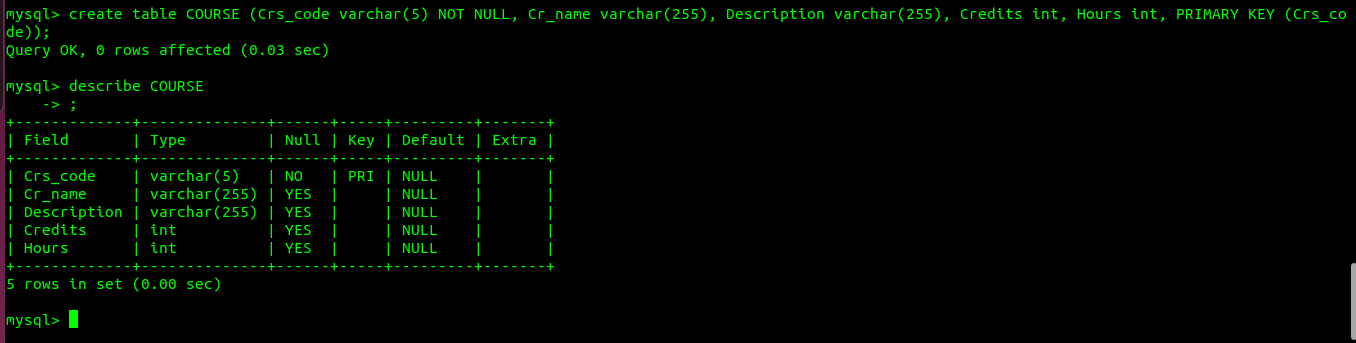 mysql> create table COURSE (Crs_code varchar(5) NOT NULL, Cr_name varchar(255), Description varchar(255), Credits int, Hours int, PRIMARY KEY (Crs_co
de));
Query OK, 0 rows affected (0.03 sec)
mysql> describe COURSE
    -> ;
+-------------+--------------+------+-----+---------+-------+
| Field       | Type         | Null | Key | Default | Extra |
+-------------+--------------+------+-----+---------+-------+
| Crs_code    | varchar(5)   | NO   | PRI | NULL    |       |
| Cr_name     | varchar(255) | YES  |     | NULL    |       |
| Description | varchar(255) | YES  |     | NULL    |       |
| Credits     | int          | YES  |     | NULL    |       |
| Hours       | int          | YES  |     | NULL    |       |
+-------------+--------------+------+-----+---------+-------+
5 rows in set (0.00 sec)
mysql>